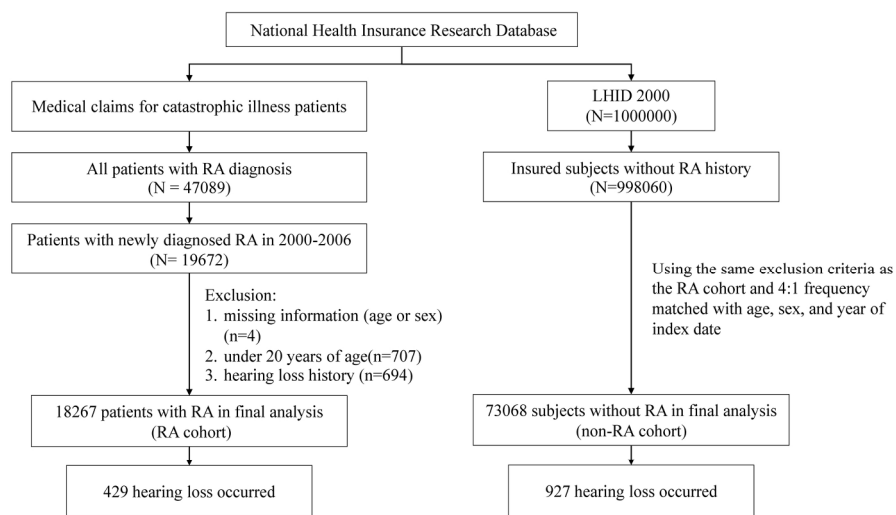 National Health Insurance Research Database
Medical claims for catastrophic illness patients
LHID 2000
(N=1000000)
All patients with RA diagnosis
(N = 47089)
Insured subjects without RA history
(N=998060)
Patients with newly diagnosed RA in 2000-2006
(N= 19672)
Exclusion:
1. missing information (age or sex)
(n=4)
2. under 20 years of age(n=707)
3. hearing loss history (n=694)
Using the same exclusion criteria as
the RA cohort and 4:1 frequency
matched with age, sex, and year of
index date
18267 patients with RA in final analysis
(RA cohort)
73068 subjects without RA in final analysis
(non-RA cohort)
429 hearing loss occurred
927 hearing loss occurred